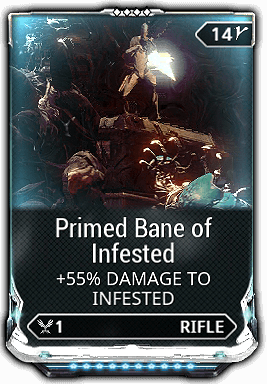 14
Primed Bane of
Infested
+55% DAMAGE TO
INFESTED
1 RIFLE